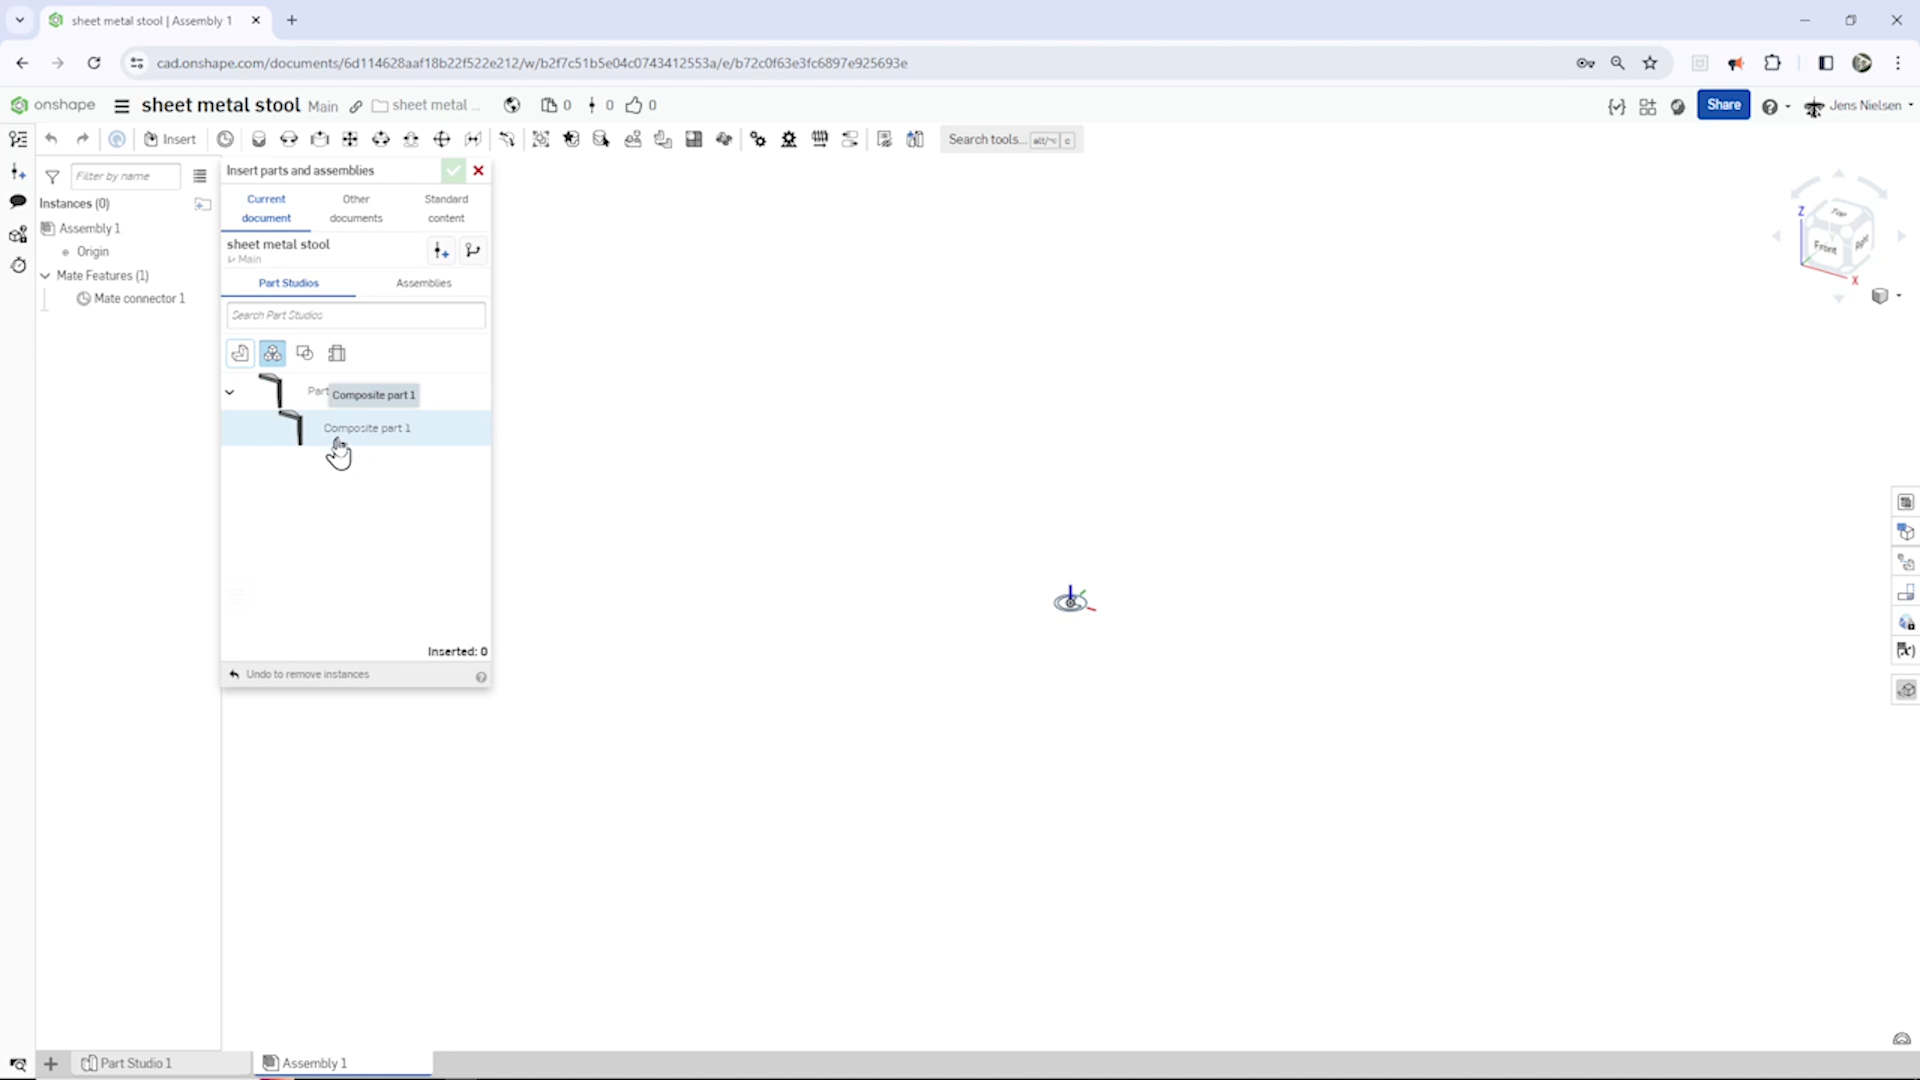 sheet metal stool | Assembly 1
cad.onshape.com/documents/6d114628aaf18b22f522e212/w/b2f7c51b5e04c0743412553a/e/b72c0f63e3fc6897e925693e
onshape
sheet metal stool
Main
sheet metal ...
0
0
0
Share
Jens Nielsen
Insert
Search tools... alt/⌥ c
Filter by name
Instances (0)
Assembly 1
Origin
Mate Features (1)
Mate connector 1
Insert parts and assemblies
Current document
Other documents
Standard content
sheet metal stool
Main
Part Studios
Assemblies
Search Part Studios
Part
Composite part 1
Composite part 1
Inserted: 0
Undo to remove instances
Top
Front
Right
Z
X
Part Studio 1
Assembly 1